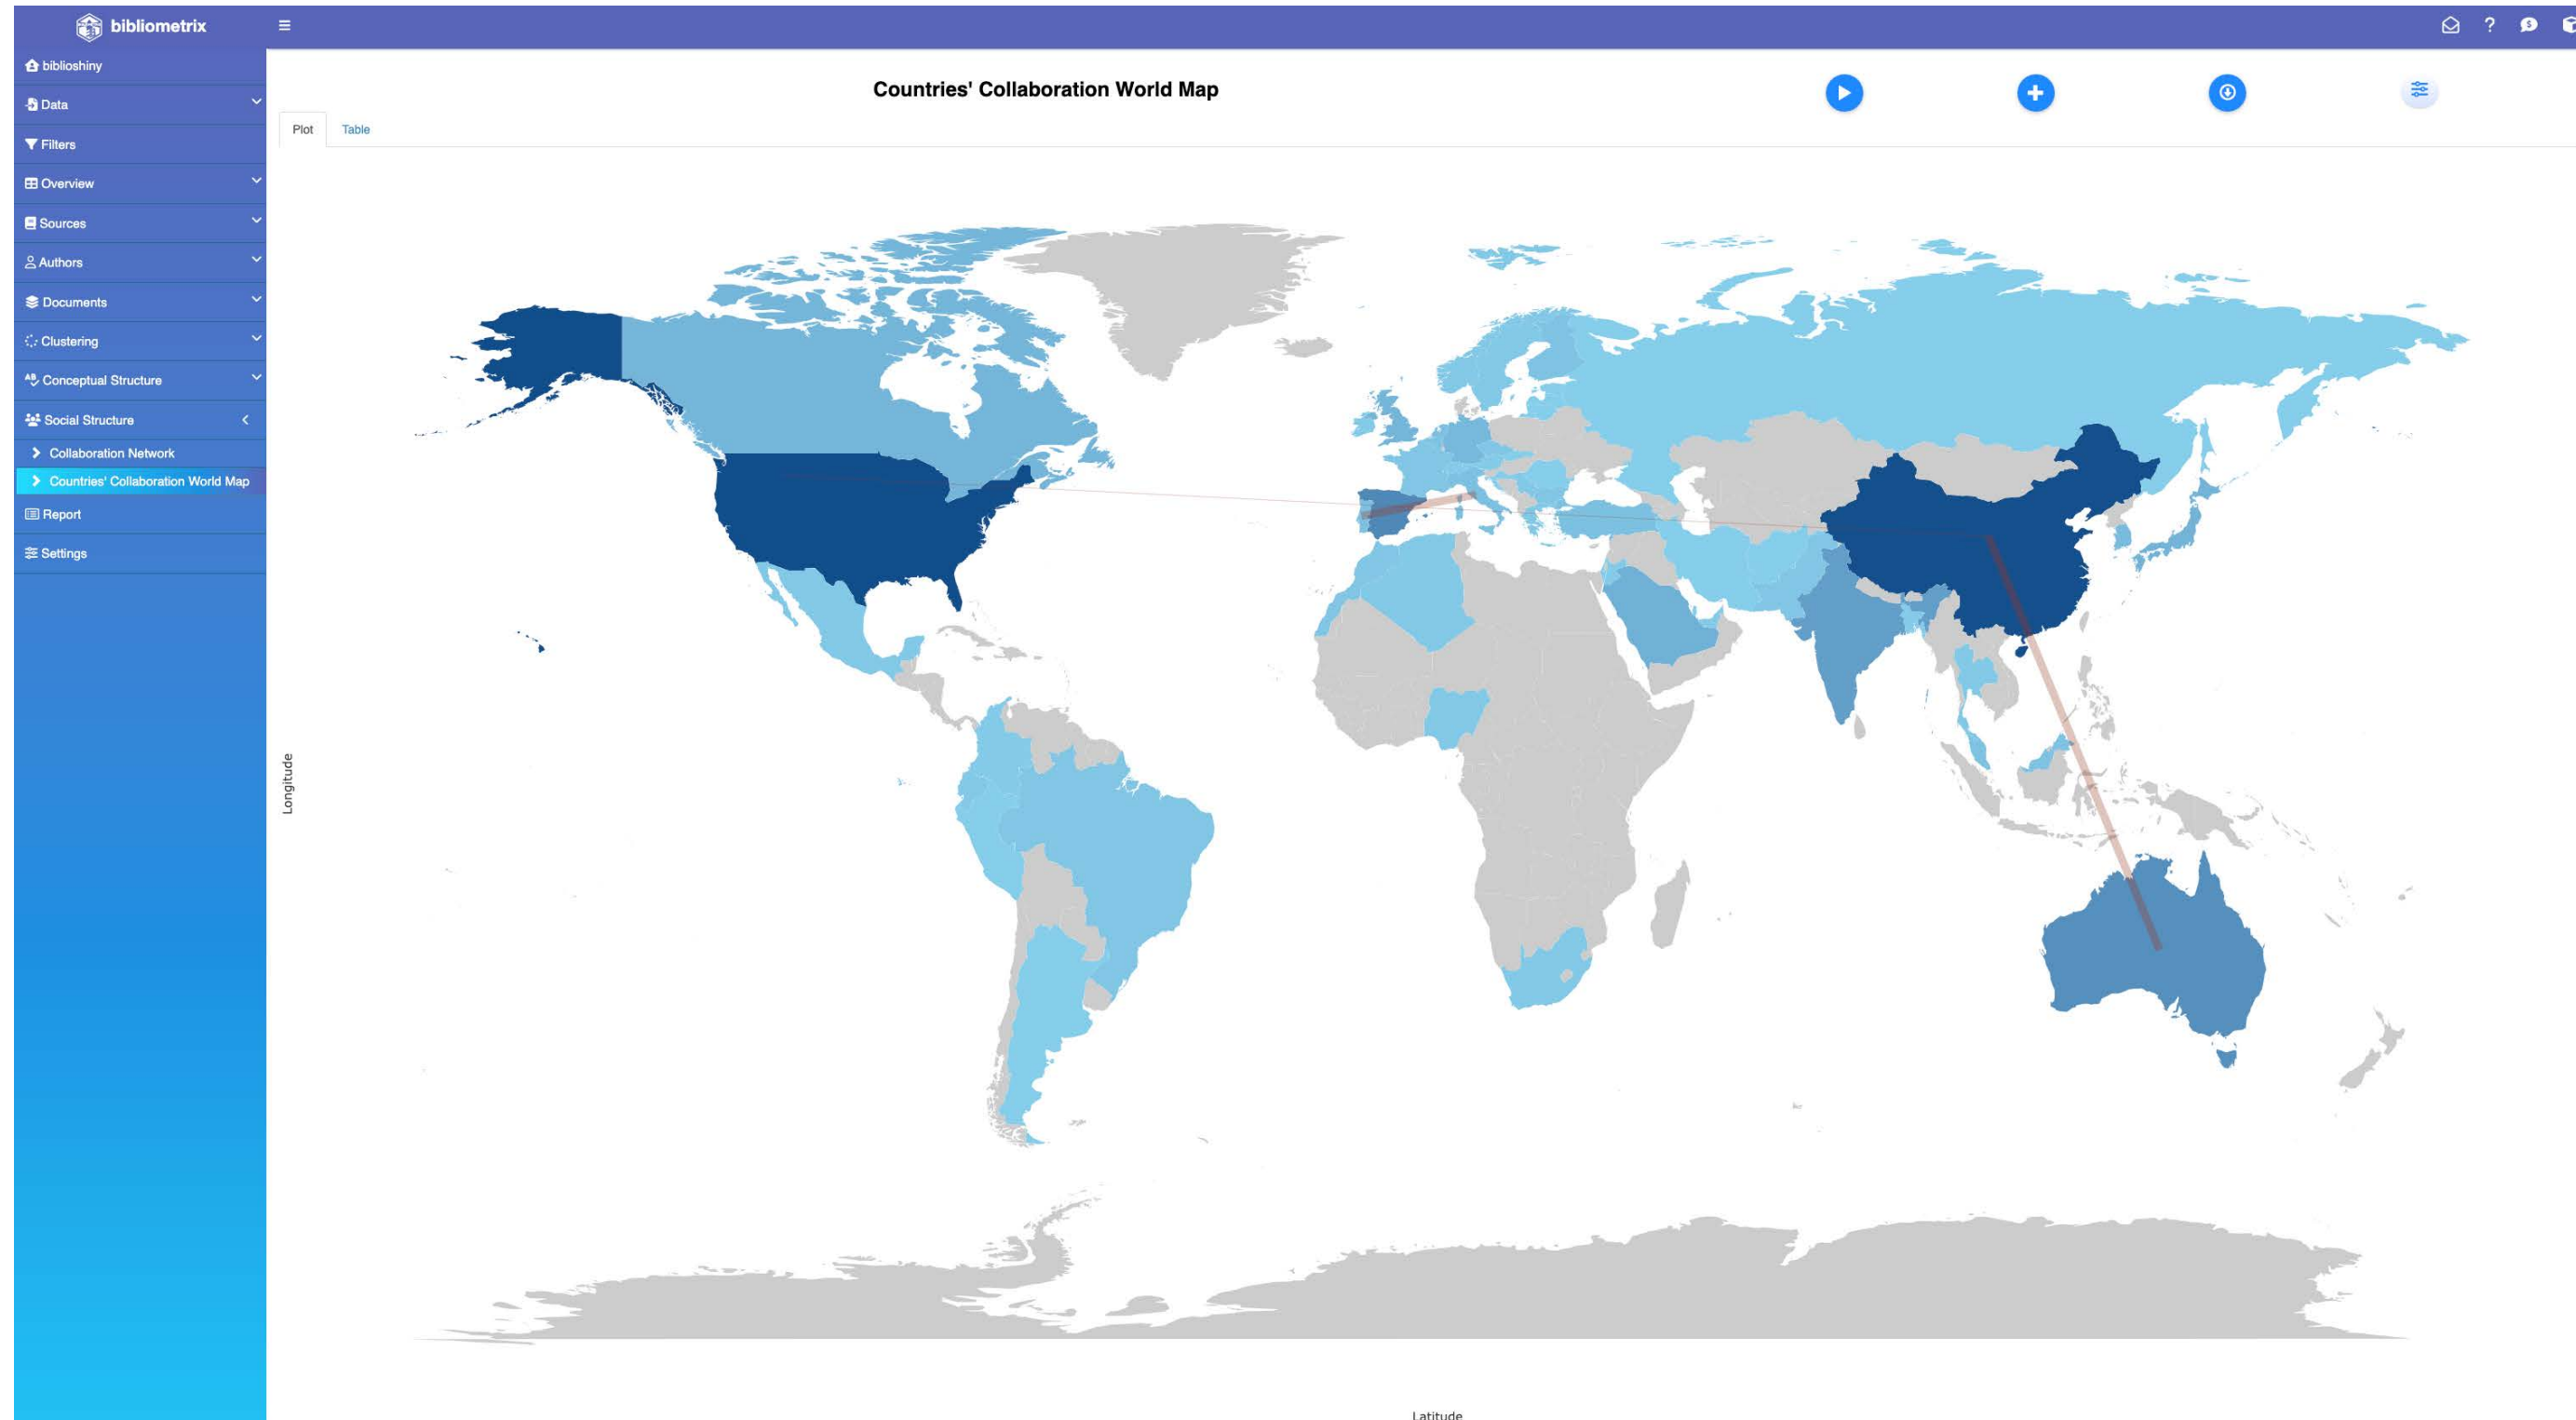 bibliometrix
?
biblioshiny
Data
Filters
Overview
Sources
Authors
Documents
Clustering
Conceptual Structure
Social Structure
Collaboration Network
Countries' Collaboration World Map
Report
Settings
Countries' Collaboration World Map
Plot Table
Longitude
Latitude